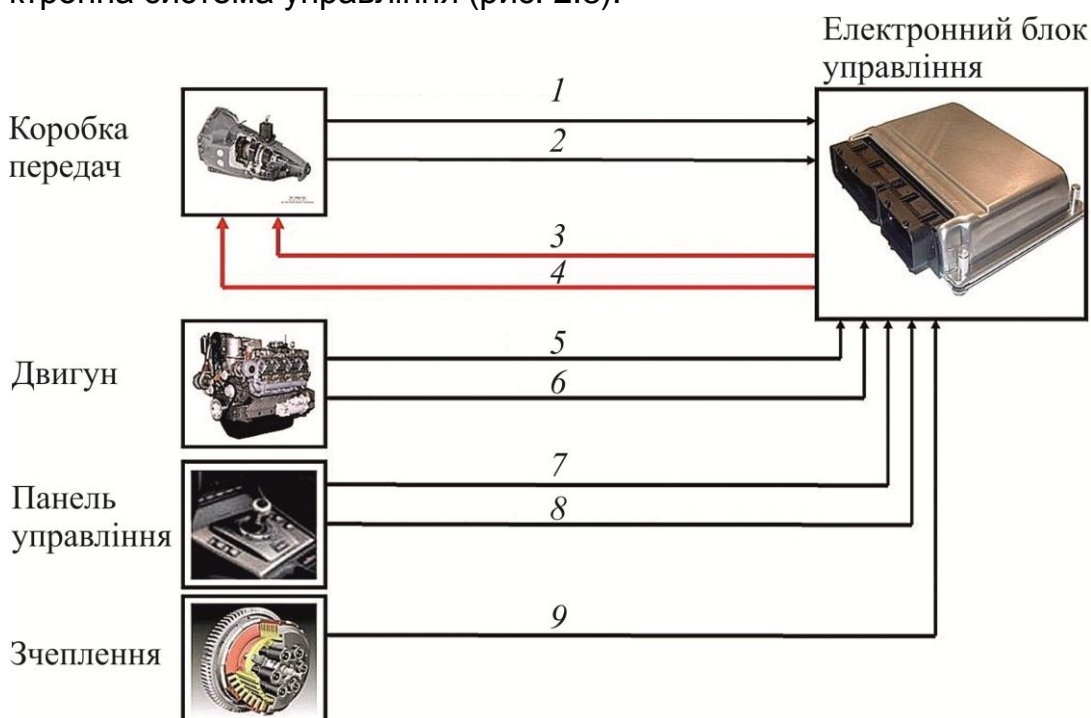 ктронна система управління (рис. 2.8).
Електронний блок
управління
Коробка
передач
1
2
3
4
Двигун
5
6
Панель
управління
7
8
Зчеплення
9